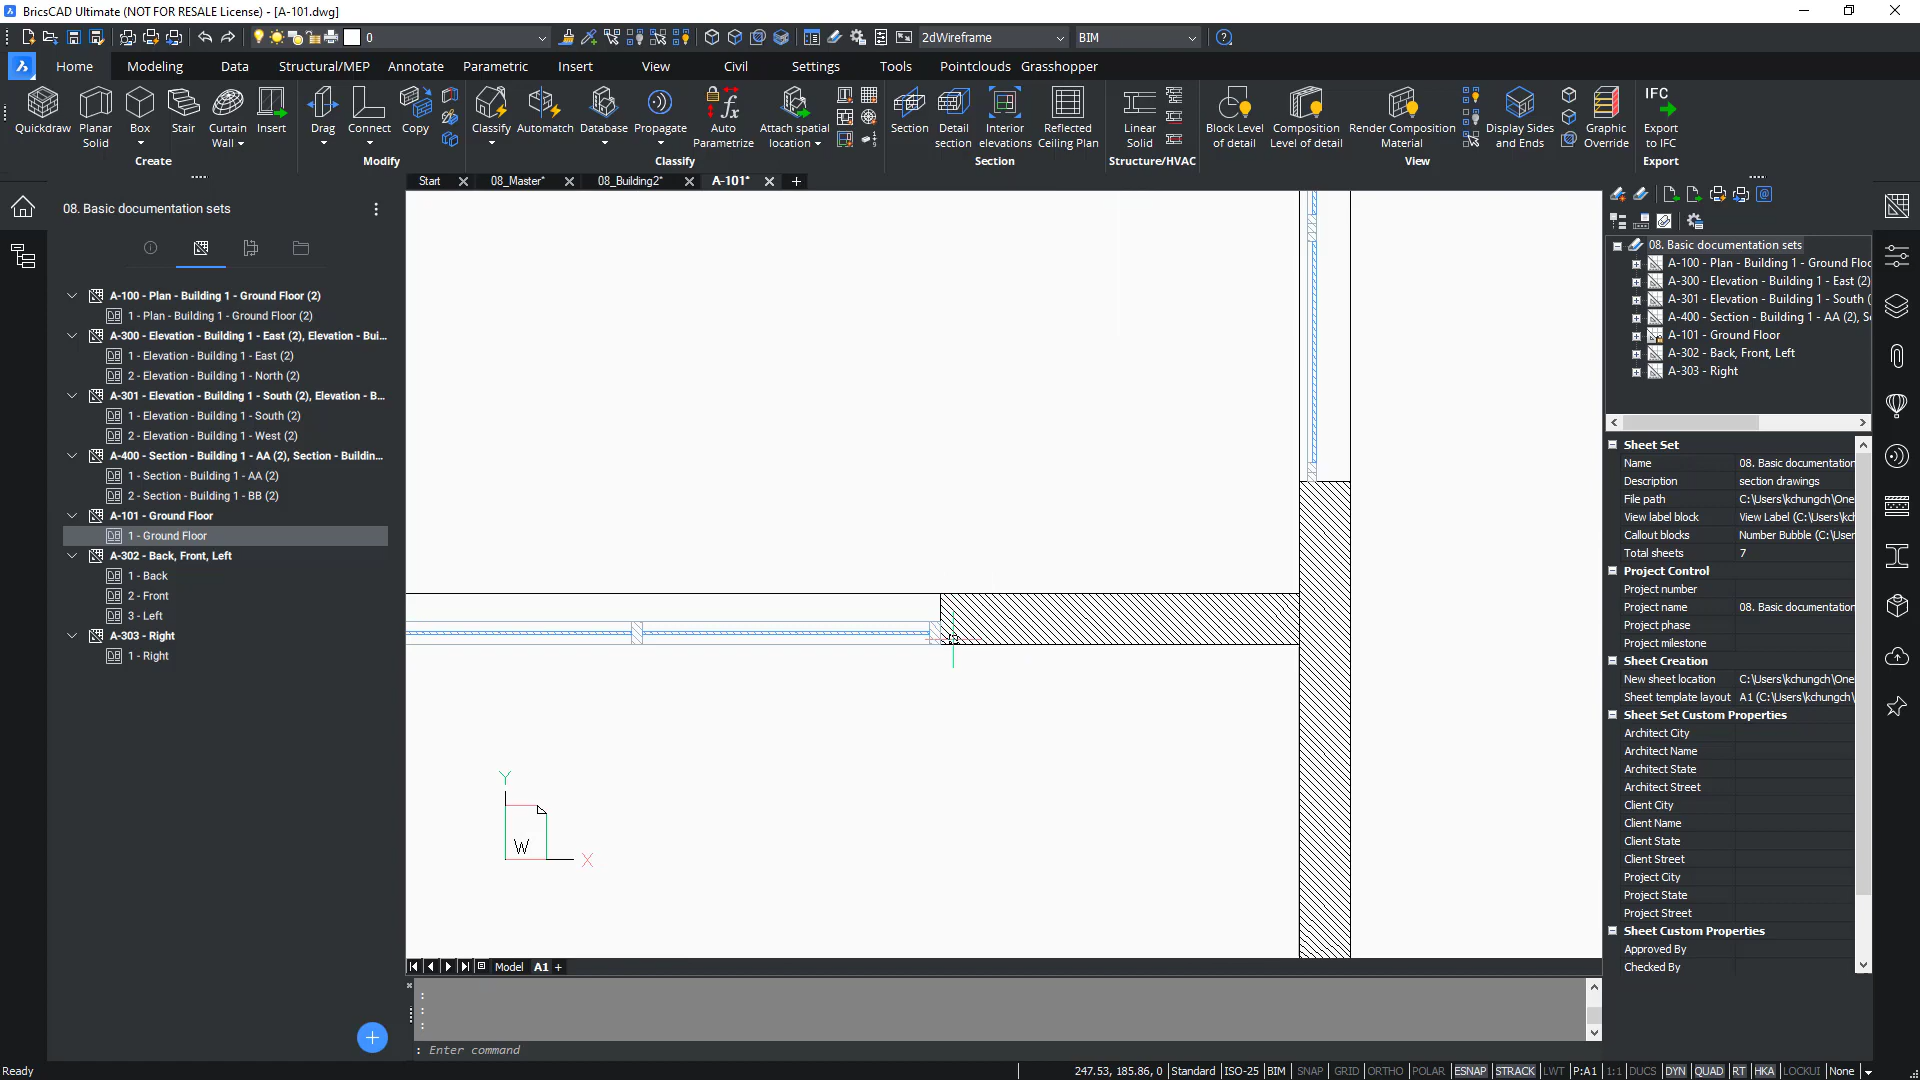 BricsCAD Ultimate (NOT FOR RESALE License) - [A-101.dwg]
0
2dWireframe
BIM
Home Modeling Data Structural/MEP Annotate Parametric Insert View Civil Settings Tools Pointclouds Grasshopper
Quickdraw
Planar Solid
Box
Stair
Curtain Wall
Insert
Drag
Connect
Copy
Classify
Automatch
Database
Propagate
Auto Parametrize
Attach spatial location
Section
Detail section
Interior elevations
Reflected Ceiling Plan
Linear Solid
Block Level of detail
Composition Level of detail
Render Composition Material
Display Sides and Ends
Graphic Override
IFC
Export to IFC
Create Modify Classify Section Structure/HVAC View Export
Start 08_Master* 08_Building2* A-101*
08. Basic documentation sets
A-100 - Plan - Building 1 - Ground Floor (2)
1 - Plan - Building 1 - Ground Floor (2)
A-300 - Elevation - Building 1 - East (2), Elevation - Bui...
1 - Elevation - Building 1 - East (2)
2 - Elevation - Building 1 - North (2)
A-301 - Elevation - Building 1 - South (2), Elevation - B...
1 - Elevation - Building 1 - South (2)
2 - Elevation - Building 1 - West (2)
A-400 - Section - Building 1 - AA (2), Section - Buildin...
1 - Section - Building 1 - AA (2)
2 - Section - Building 1 - BB (2)
A-101 - Ground Floor
1 - Ground Floor
A-302 - Back, Front, Left
1 - Back
2 - Front
3 - Left
A-303 - Right
1 - Right
Y
W
X
Model A1
:
:
:
: Enter command
08. Basic documentation sets
A-100 - Plan - Building 1 - Ground Floo
A-300 - Elevation - Building 1 - East (2)
A-301 - Elevation - Building 1 - South (
A-400 - Section - Building 1 - AA (2), S
A-101 - Ground Floor
A-302 - Back, Front, Left
A-303 - Right
Sheet Set
Name 08. Basic documentation
Description section drawings
File path C:\Users\kchungch\One
View label block View Label (C:\Users\kc
Callout blocks Number Bubble (C:\User
Total sheets 7
Project Control
Project number
Project name 08. Basic documentation
Project phase
Project milestone
Sheet Creation
New sheet location C:\Users\kchungch\One
Sheet template layout A1 (C:\Users\kchungch\
Sheet Set Custom Properties
Architect City
Architect Name
Architect State
Architect Street
Client City
Client Name
Client State
Client Street
Project City
Project State
Project Street
Sheet Custom Properties
Approved By
Checked By
Ready
247.53, 185.86, 0 Standard ISO-25 BIM SNAP GRID ORTHO POLAR ESNAP STRACK LWT P:A1 1:1 DUCS DYN QUAD RT HKA LOCKUI None